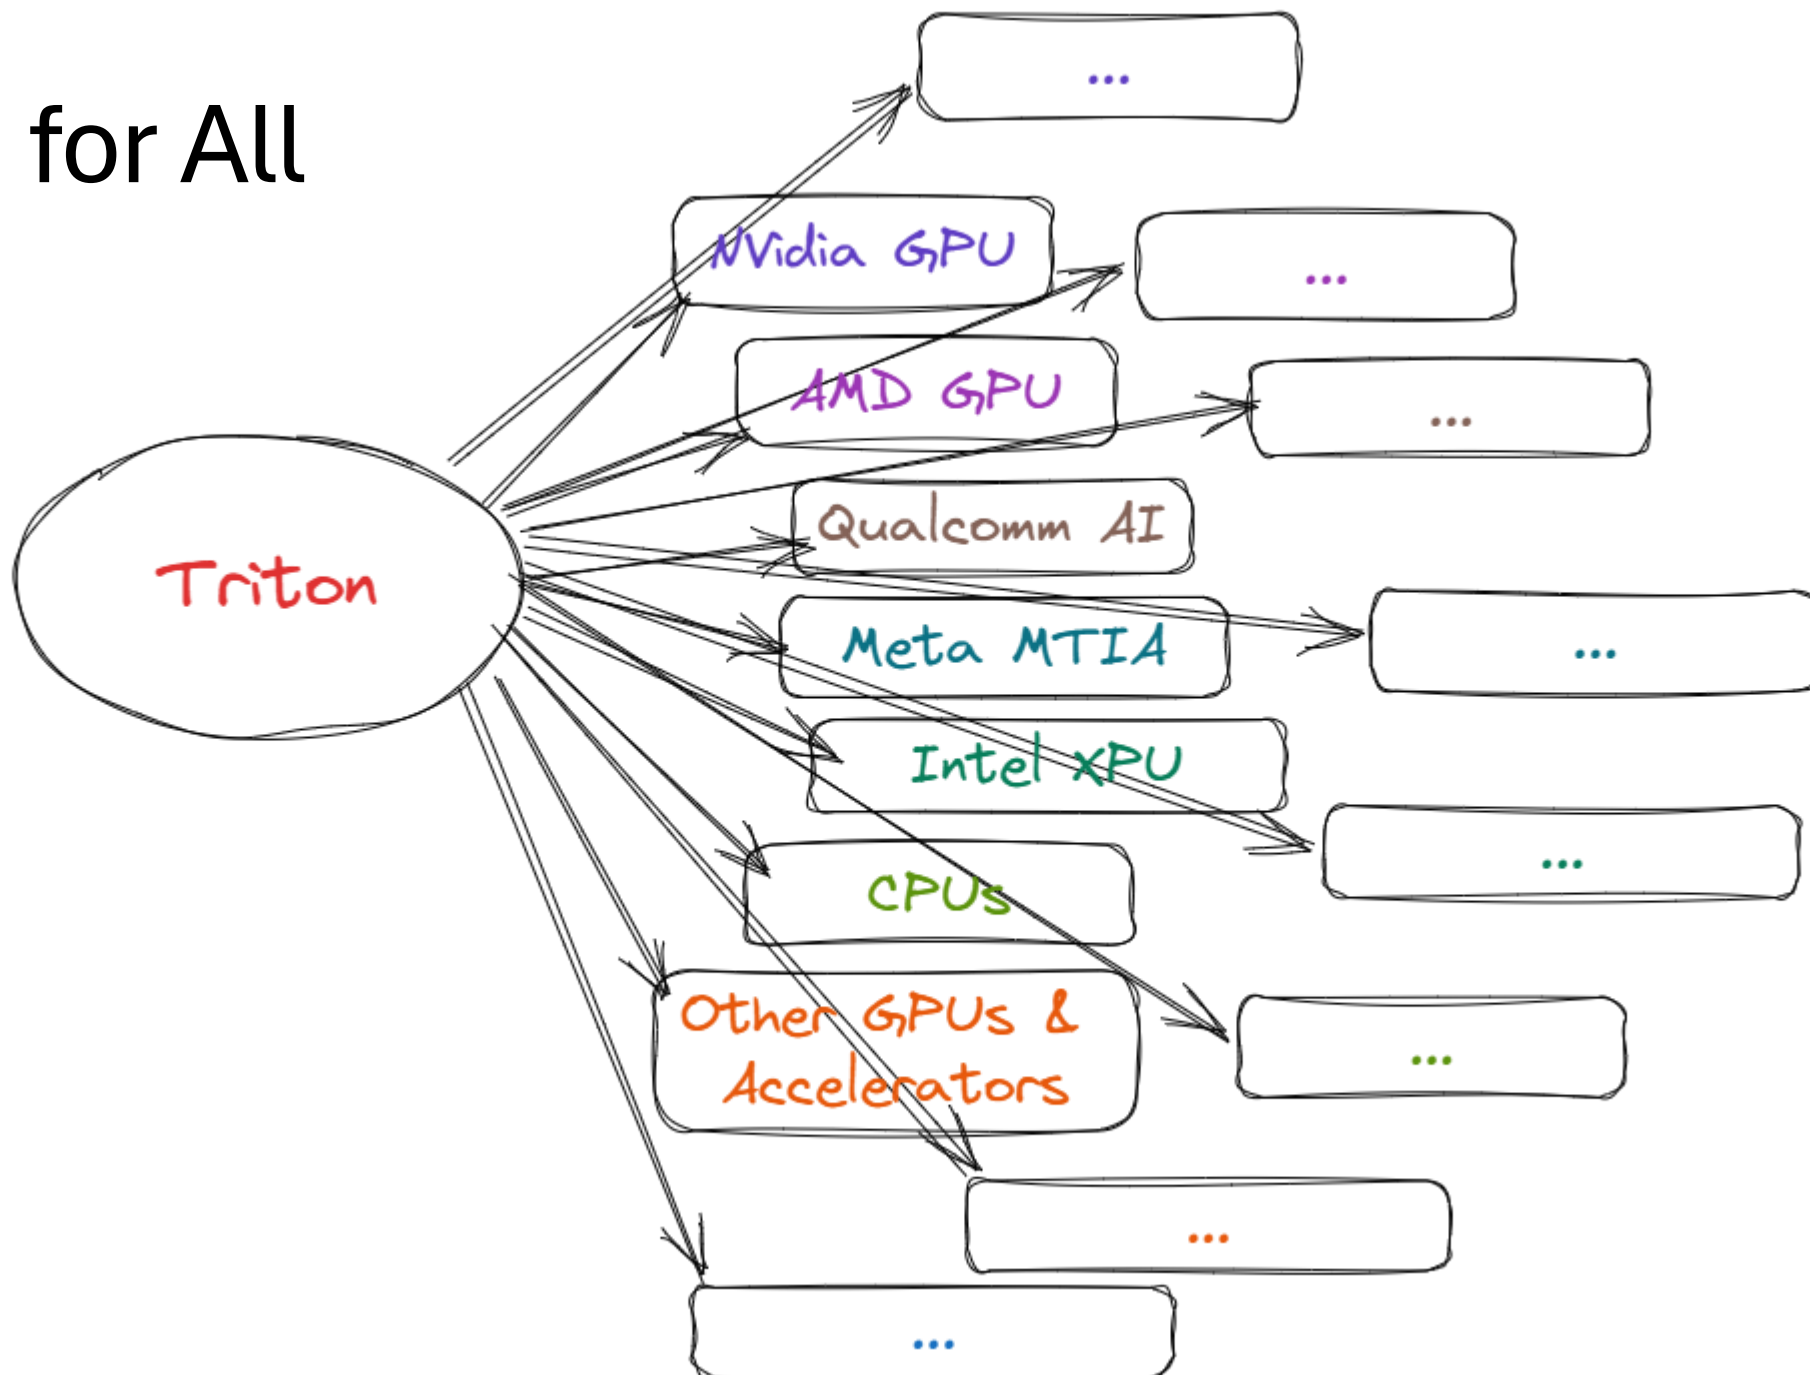 for All
...
NVidia GPU
...
AMD GPU
...
Qualcomm AI
Triton
Meta MTIA
...
Intel XPU
...
CPUs
Other GPUs &
Accelerators
...
...
...